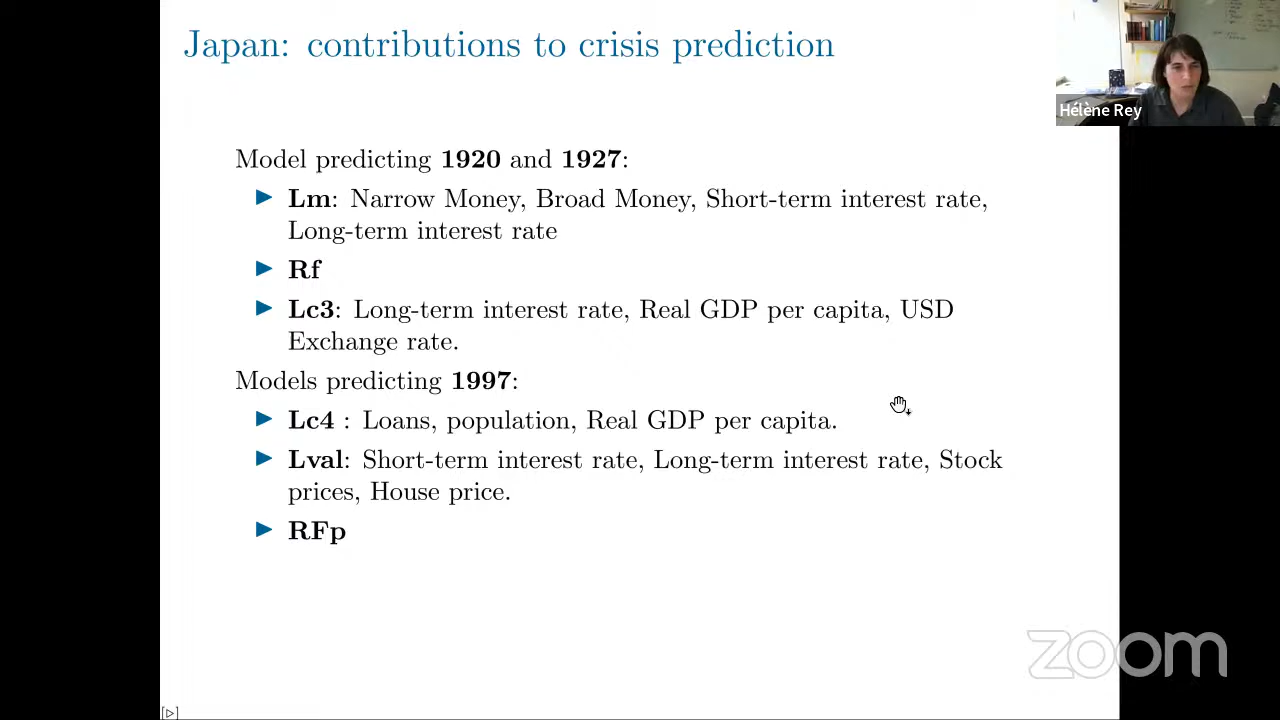 Japan: contributions to crisis prediction
Hélène Rey
Model predicting 1920 and 1927:
Lm: Narrow Money, Broad Money, Short-term interest rate,
Long-term interest rate
Rf
Lc3: Long-term interest rate, Real GDP per capita, USD
Exchange rate.
Models predicting 1997:
Lc4 : Loans, population, Real GDP per capita.
Lval: Short-term interest rate, Long-term interest rate, Stock
prices, House price.
RFp
zoom